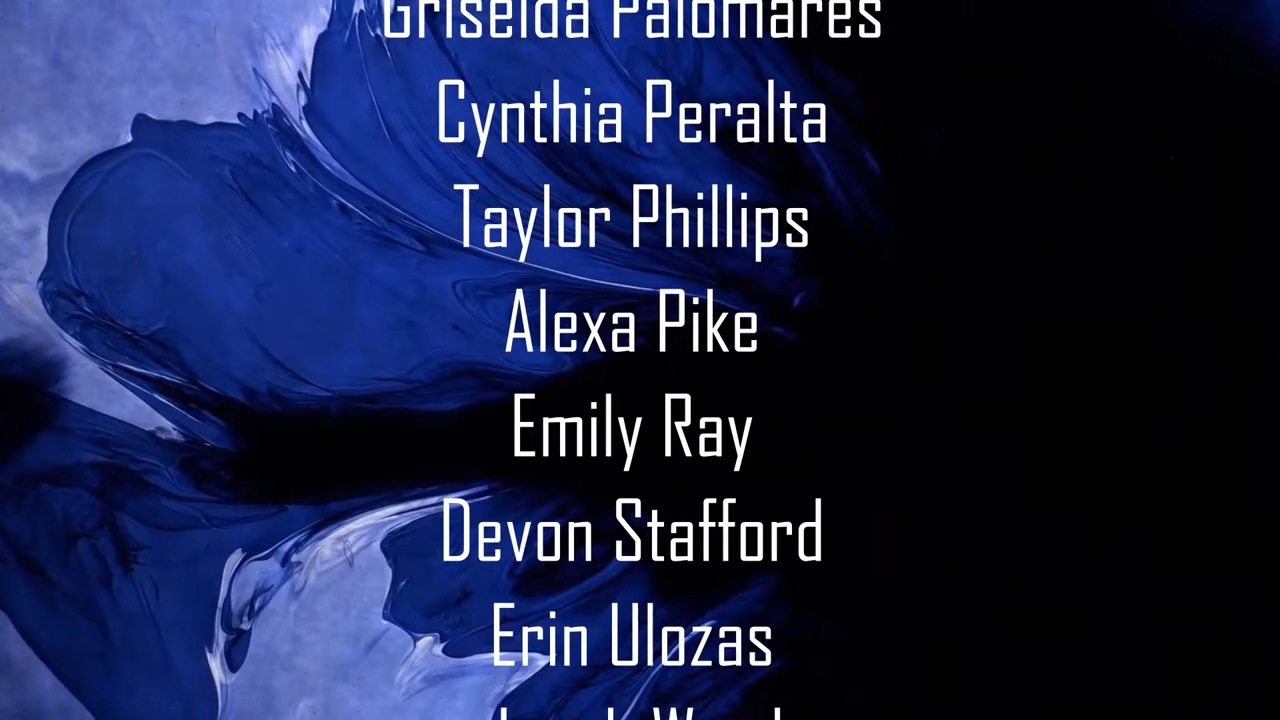 Griselda Palomares
Cynthia Peralta
Taylor Phillips
Alexa Pike
Emily Ray
Devon Stafford
Erin Ulozas